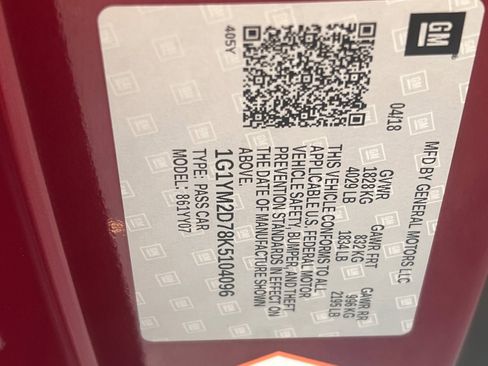 GM
MFD BY GENERAL MOTORS LLC
04/18
GVWR GAWR FRT GAWR RR
1828 KG 832 KG 996 KG
4029 LB 1834 LB 2195 LB
THIS VEHICLE CONFORMS TO ALL
APPLICABLE U.S. FEDERAL MOTOR
VEHICLE SAFETY, BUMPER, AND THEFT
PREVENTION STANDARDS IN EFFECT ON
THE DATE OF MANUFACTURE SHOWN
ABOVE.
1G1YM2D78K5104096
TYPE: PASS CAR
MODEL: 861YY07
405Y